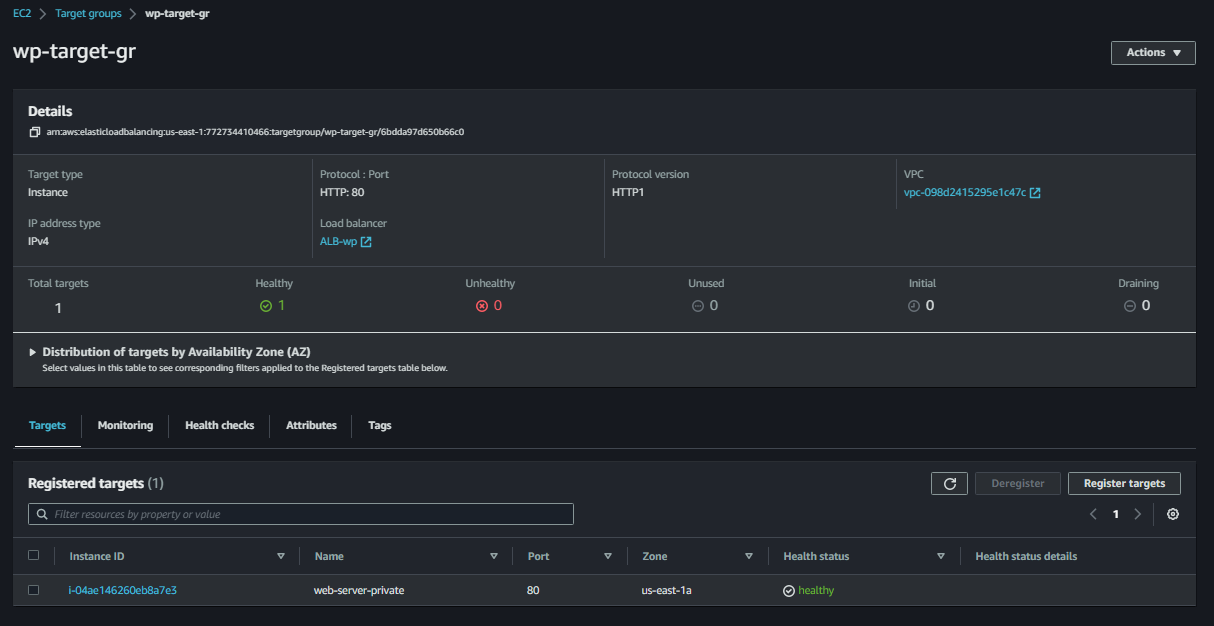 EC2 > Target groups > wp-target-gr
wp-target-gr
Actions
Details
arn:aws:elasticloadbalancing:us-east-1:772734410466:targetgroup/wp-target-gr/6bdda97d650b66c0
Target type
Instance
Protocol : Port
HTTP: 80
Protocol version
HTTP1
VPC
vpc-098d2415295e1c47c
IP address type
IPv4
Load balancer
ALB-wp
Total targets
1
Healthy
1
Unhealthy
0
Unused
0
Initial
0
Draining
0
Distribution of targets by Availability Zone (AZ)
Select values in this table to see corresponding filters applied to the Registered targets table below.
Targets Monitoring Health checks Attributes Tags
Registered targets (1)
Deregister
Register targets
Filter resources by property or value
1
Instance ID Name Port Zone Health status Health status details
i-04ae146260eb8a7e3 web-server-private 80 us-east-1a healthy